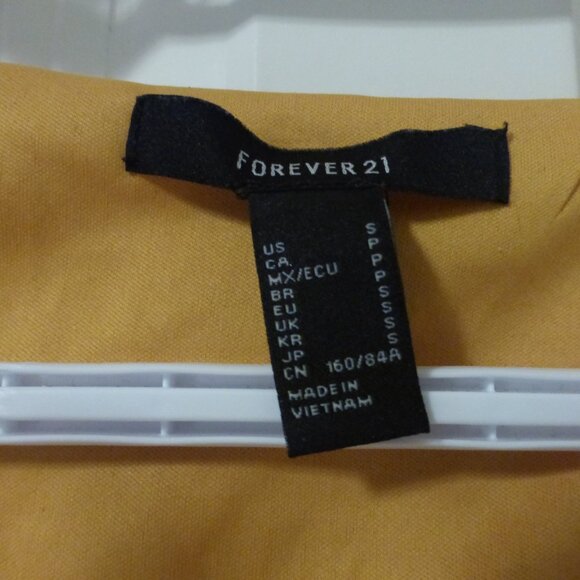 FOREVER 21
US S
CA. P
MX/ECU P
BR P
EU S
UK S
KR S
JP S
CN 160/84A
MADE IN
VIETNAM